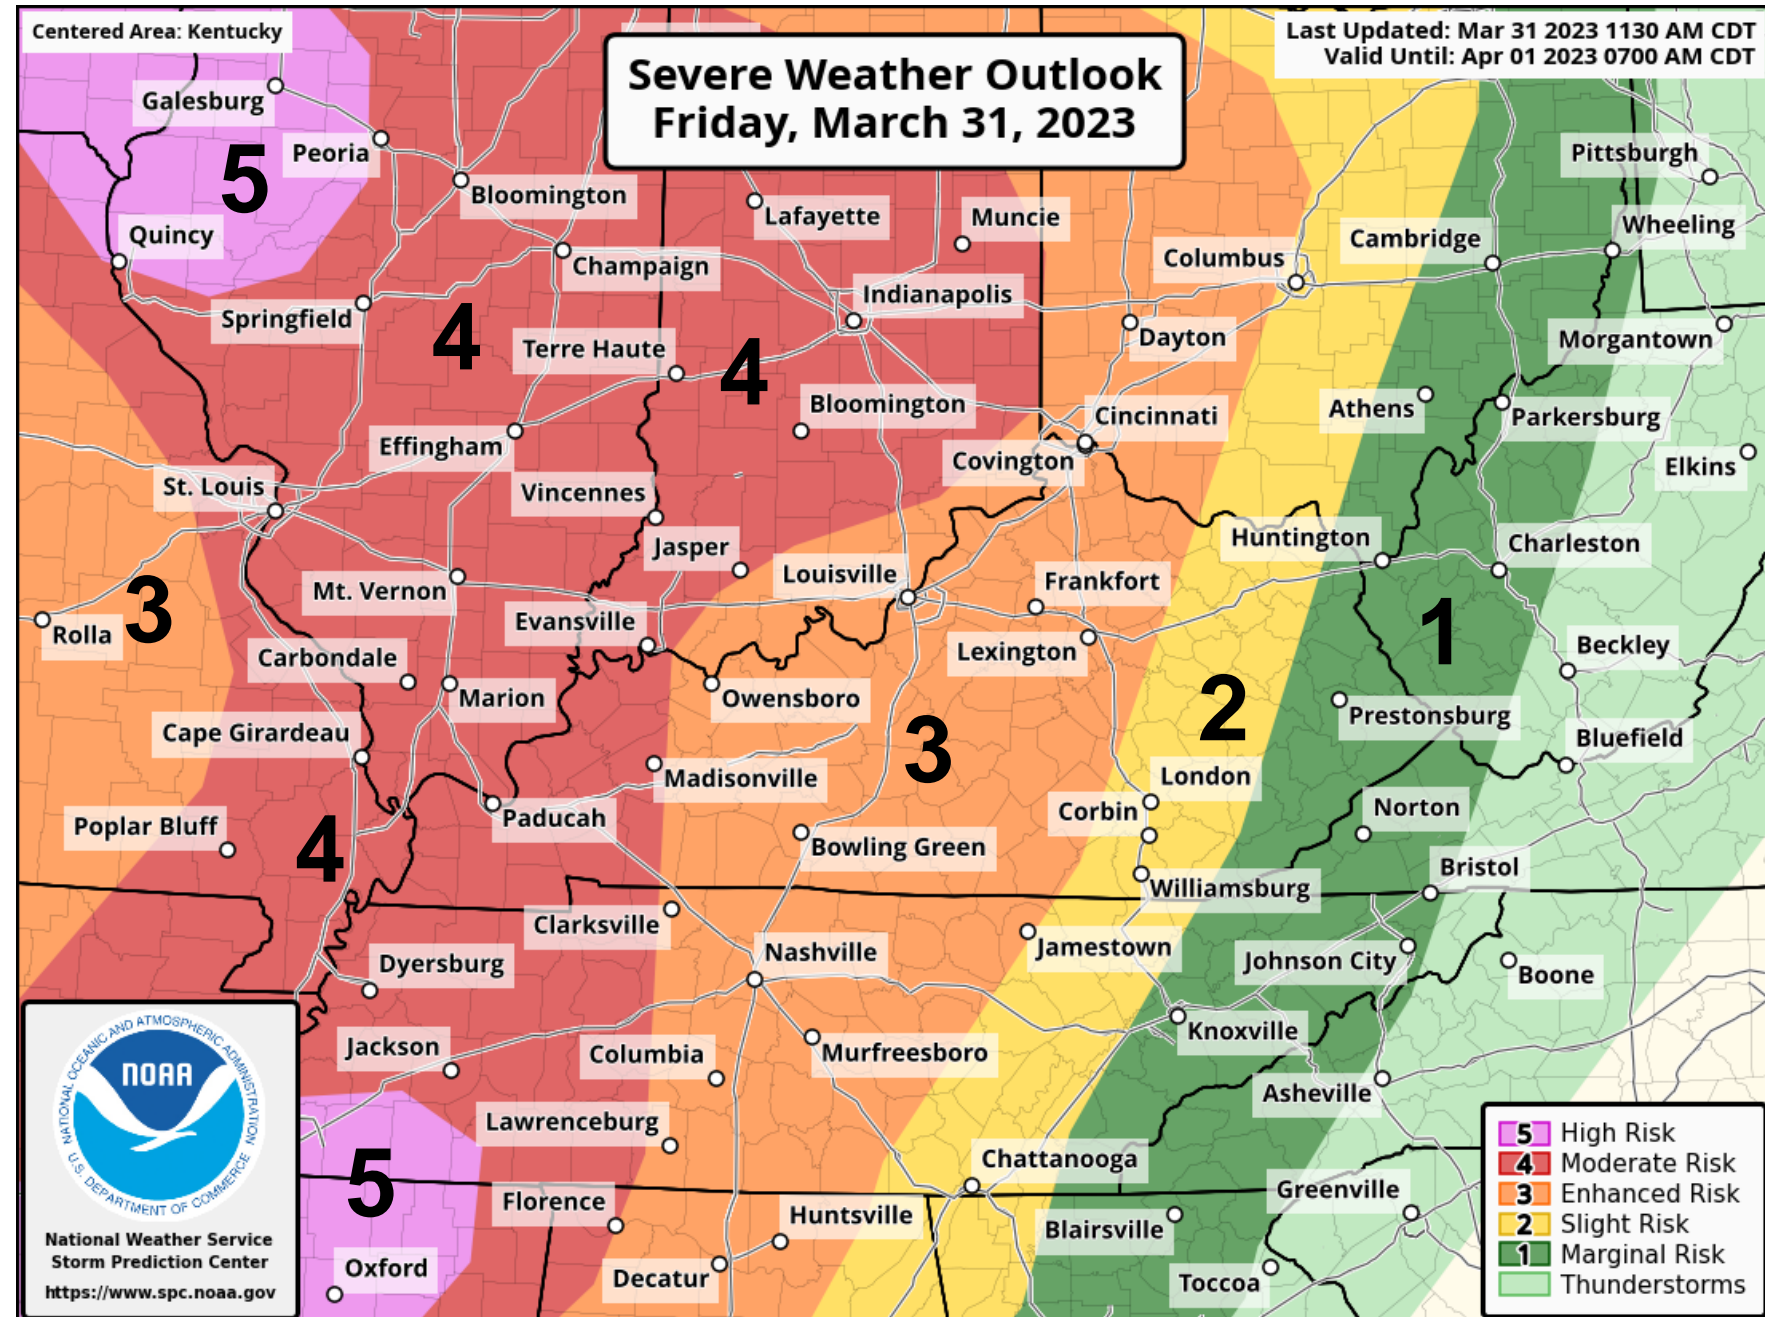 Centered Area: Kentucky
Last Updated: Mar 31 2023 1130 AM CDT
Valid Until: Apr 01 2023 0700 AM CDT
Severe Weather Outlook
Friday, March 31, 2023
Galesburg
Peoria
Pittsburgh
5
Bloomington
Lafayette
Muncie
Wheeling
Quincy
Cambridge
Columbus
Champaign
Indianapolis
Springfield
4
Terre Haute
Dayton
Morgantown
4
Bloomington
Athens
Cincinnati
Parkersburg
Effingham
Covington
Elkins
St. Louis
Vincennes
Huntington
Charleston
Jasper
Louisville
Frankfort
Mt. Vernon
3
Evansville
1
Rolla
Beckley
Carbondale
Lexington
Marion
Owensboro
2
Prestonsburg
Cape Girardeau
3
Bluefield
Madisonville
London
Corbin
Norton
Paducah
Poplar Bluff
4
Bowling Green
Bristol
Williamsburg
Clarksville
Nashville
Jamestown
Dyersburg
Johnson City
Boone
Knoxville
Jackson
Columbia
Murfreesboro
Asheville
Lawrenceburg
Chattanooga
5
Florence
Huntsville
Greenville
Blairsville
Oxford
Decatur
Toccoa
NATIONAL OCEANIC AND ATMOSPHERIC ADMINISTRATION
NOAA
U.S. DEPARTMENT OF COMMERCE
National Weather Service
Storm Prediction Center
https://www.spc.noaa.gov
5 High Risk
4 Moderate Risk
3 Enhanced Risk
2 Slight Risk
1 Marginal Risk
Thunderstorms